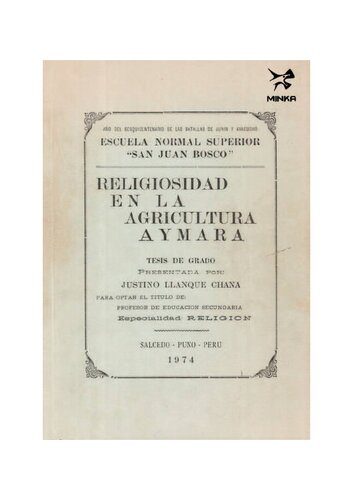 MINKA
AÑO DEL SESQUICENTENARIO DE LAS BATALLAS DE JUNIN Y AYACUCHO
ESCUELA NORMAL SUPERIOR
"SAN JUAN BOSCO"
RELIGIOSIDAD
EN LA
AGRICULTURA
AYMARA
TESIS DE GRADO
PRESENTADA POR:
JUSTINO LLANQUE CHANA
PARA OPTAR EL TITULO DE:
PROFESOR DE EDUCACION SECUNDARIA
Especialidad RELIGION
SALCEDO - PUNO - PERU
1974